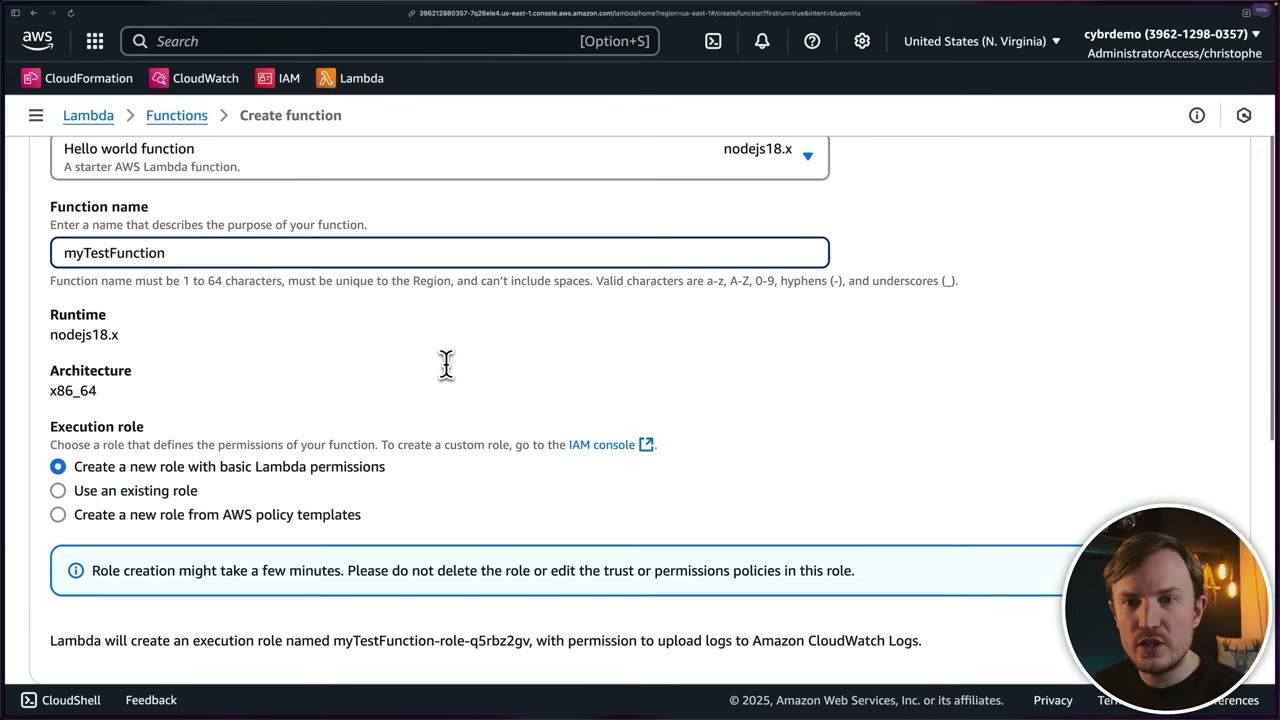 396212980357-7q26ele4.us-east-1.console.aws.amazon.com/lambda/home?region=us-east-1#/create/function?firstrun=true&intent=blueprints
aws
Search
[Option+S]
United States (N. Virginia)
cybrdemo (3962-1298-0357)
AdministratorAccess/christophe
CloudFormation
CloudWatch
IAM
Lambda
Lambda
Functions
Create function
Hello world function
nodejs18.x
A starter AWS Lambda function.
Function name
Enter a name that describes the purpose of your function.
myTestFunction
Function name must be 1 to 64 characters, must be unique to the Region, and can’t include spaces. Valid characters are a-z, A-Z, 0-9, hyphens (-), and underscores (_).
Runtime
nodejs18.x
Architecture
x86_64
Execution role
Choose a role that defines the permissions of your function. To create a custom role, go to the IAM console.
Create a new role with basic Lambda permissions
Use an existing role
Create a new role from AWS policy templates
Role creation might take a few minutes. Please do not delete the role or edit the trust or permissions policies in this role.
Lambda will create an execution role named myTestFunction-role-q5rbz2gv, with permission to upload logs to Amazon CloudWatch Logs.
CloudShell
Feedback
© 2025, Amazon Web Services, Inc. or its affiliates.
Privacy